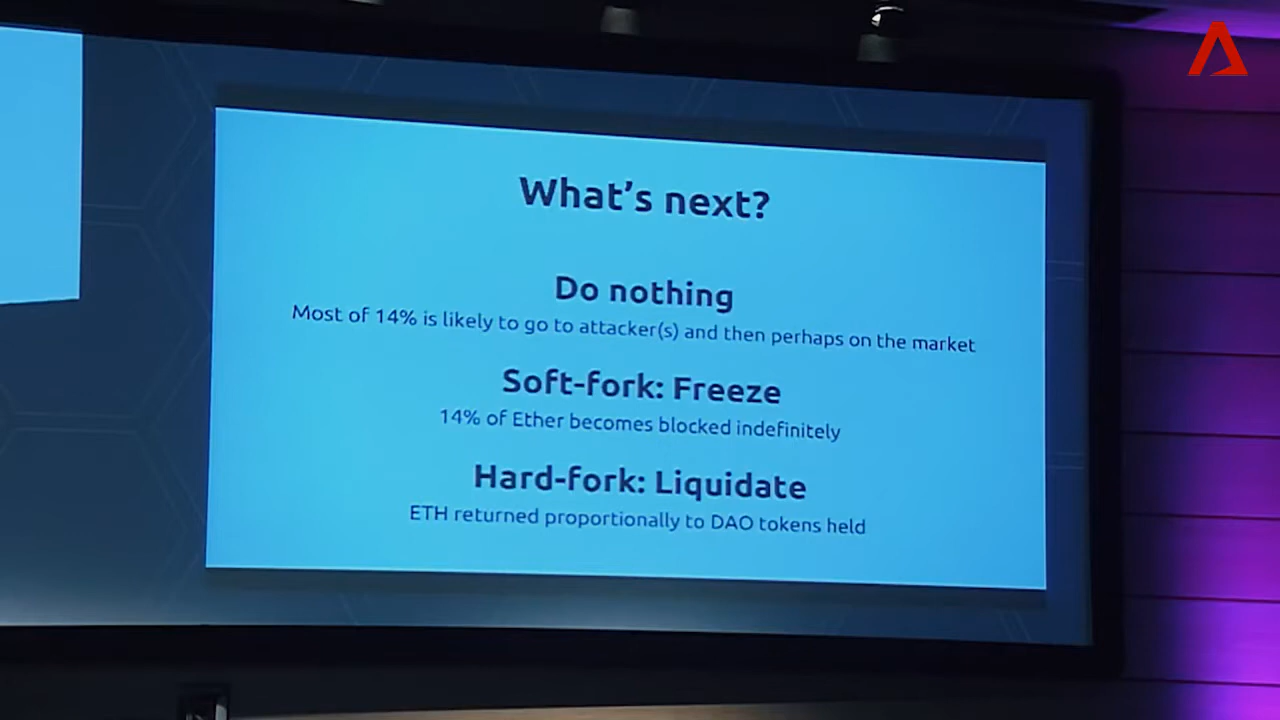 What's next?
Do nothing
Most of 14% is likely to go to attacker(s) and then perhaps on the market
Soft-fork: Freeze
14% of Ether becomes blocked indefinitely
Hard-fork: Liquidate
ETH returned proportionally to DAO tokens held